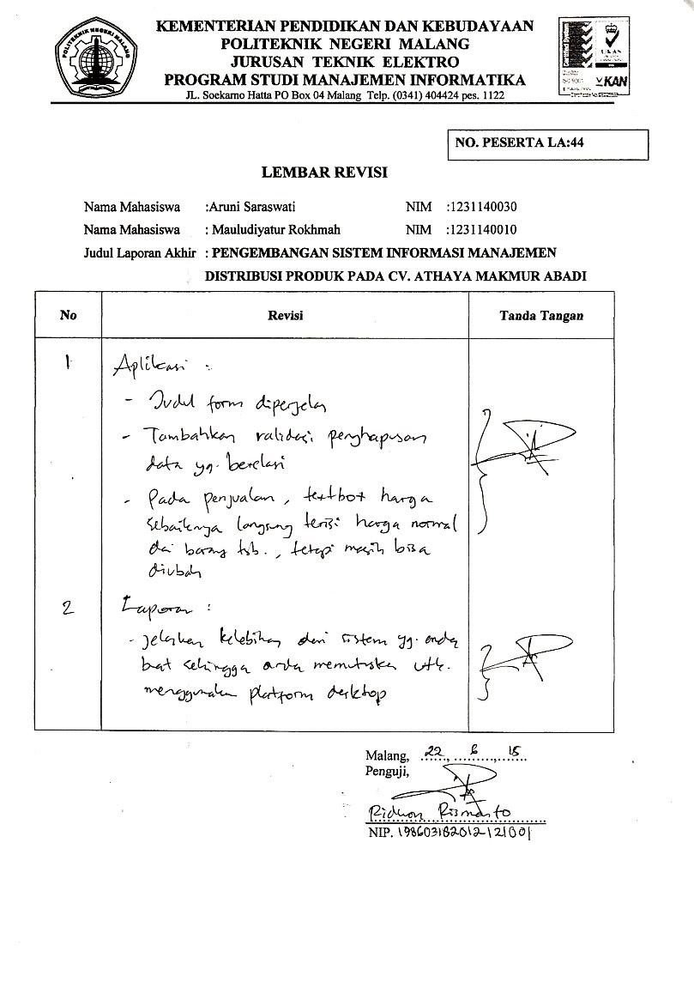 POLITEKNIK NEGERI MALANG
KEMENTERIAN PENDIDIKAN DAN KEBUDAYAAN
POLITEKNIK NEGERI MALANG
JURUSAN TEKNIK ELEKTRO
PROGRAM STUDI MANAJEMEN INFORMATIKA
JL. Soekarno Hatta PO Box 04 Malang Telp. (0341) 404424 pes. 1122
UKAS
KAN
NO. PESERTA LA:44
LEMBAR REVISI
Nama Mahasiswa :Aruni Saraswati NIM :1231140030
Nama Mahasiswa : Mauludiyatur Rokhmah NIM :1231140010
Judul Laporan Akhir : PENGEMBANGAN SISTEM INFORMASI MANAJEMEN
DISTRIBUSI PRODUK PADA CV. ATHAYA MAKMUR ABADI
No Revisi Tanda Tangan
1 Aplikasi :
- Judul form diperjelas
- Tambahkan validasi penghapusan
data yg. berelasi
- Pada penjualan, textbot harga
sebaiknya langsung terisi harga normal
dri barang tsb., tetapi masih bisa
diubah
2 Laporan :
- jelaskan kelebihan dari sistem yg. anda
buat sehingga anda memutuskan utk.
menggunakan platform desktop
Malang, 22, 6, 15
Penguji,
Ridwan Rismanto
NIP. 198603182012121001